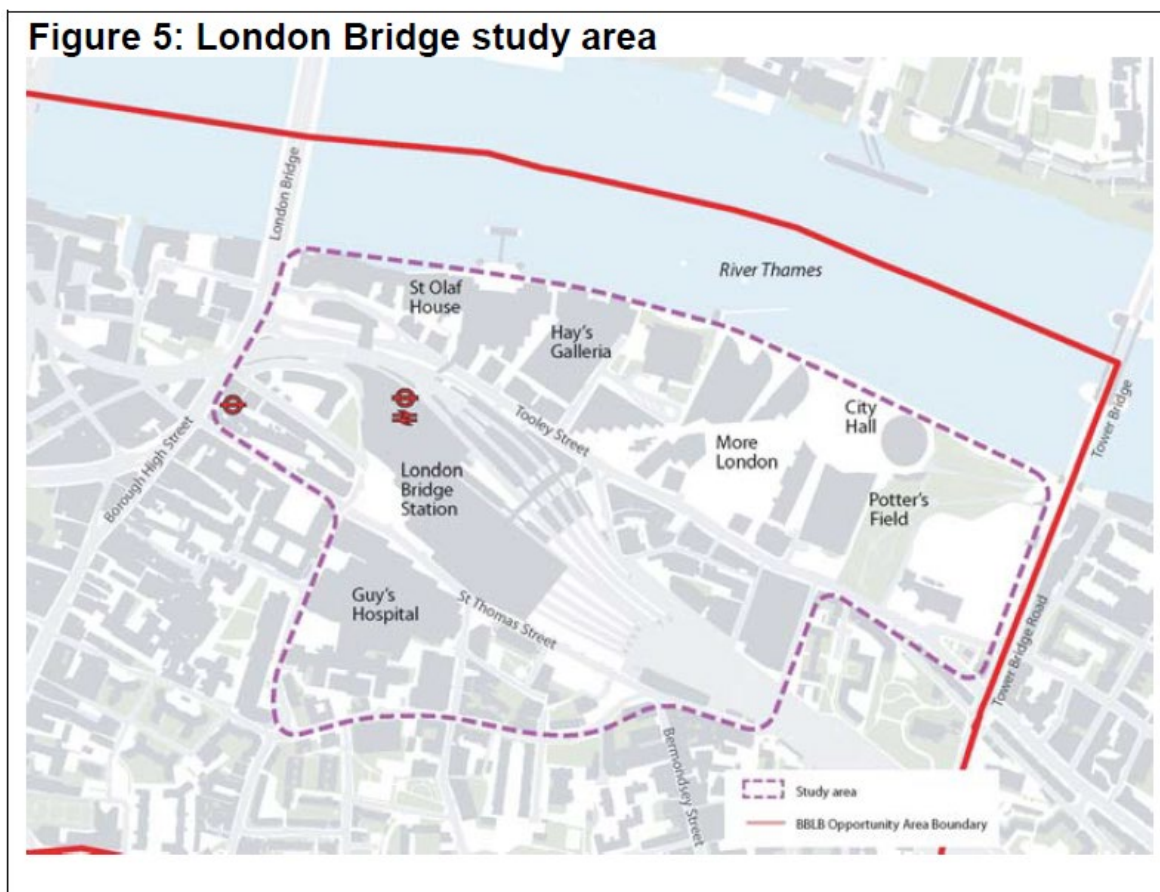 Figure 5: London Bridge study area
London Bridge
River Thames
St Olaf
House
Hay's
Galleria
Tower Bridge
City
Hall
Tooley Street
More
London
Borough High Street
London
Bridge
Station
Potter's
Field
Guy's
Hospital
St Thomas Street
Tower Bridge Road
Bermondsey Street
Study area
BBLB Opportunity Area Boundary